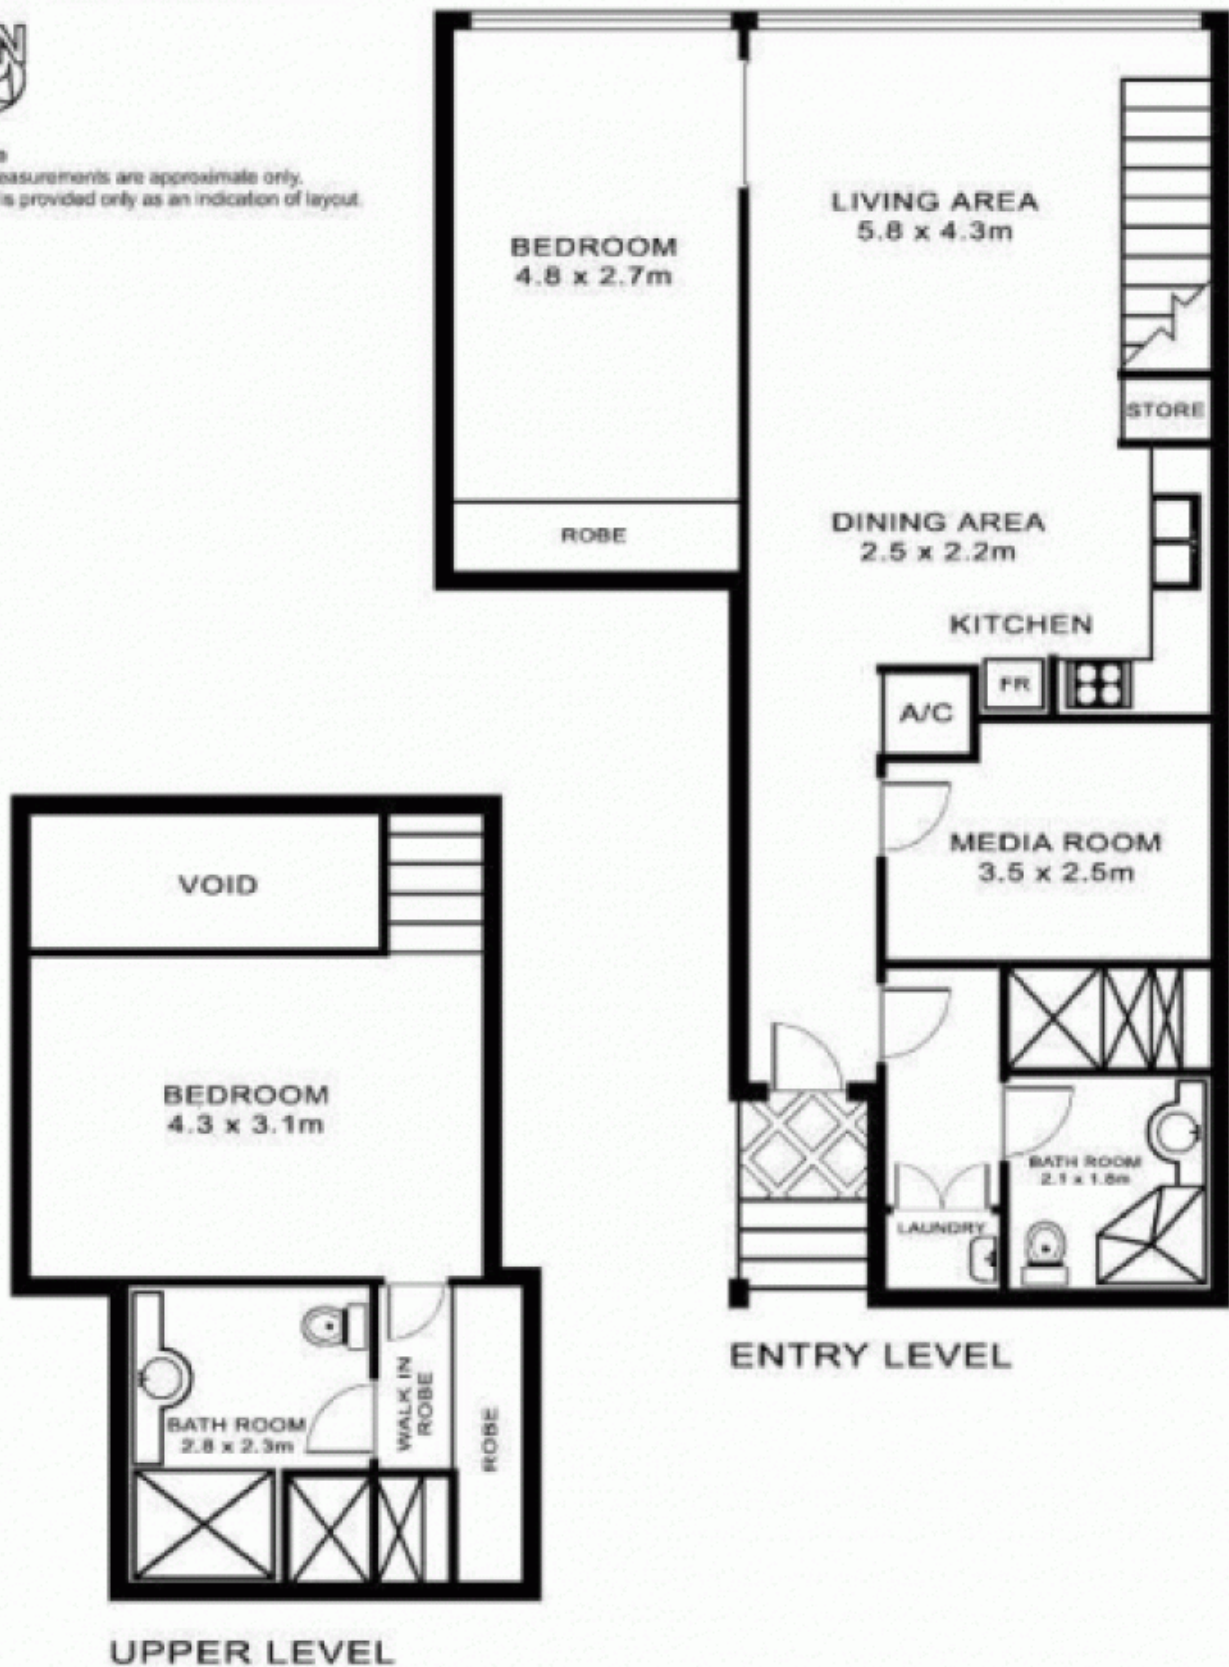 N
easurements are approximate only.
is provided only as an indication of layout.
BEDROOM
4.8 x 2.7m
LIVING AREA
5.8 x 4.3m
STORE
ROBE
DINING AREA
2.5 x 2.2m
KITCHEN
FR
A/C
MEDIA ROOM
3.5 x 2.5m
BATH ROOM
2.1 x 1.8m
LAUNDRY
ENTRY LEVEL
VOID
BEDROOM
4.3 x 3.1m
BATH ROOM
2.8 x 2.3m
WALK IN
ROBE
ROBE
UPPER LEVEL